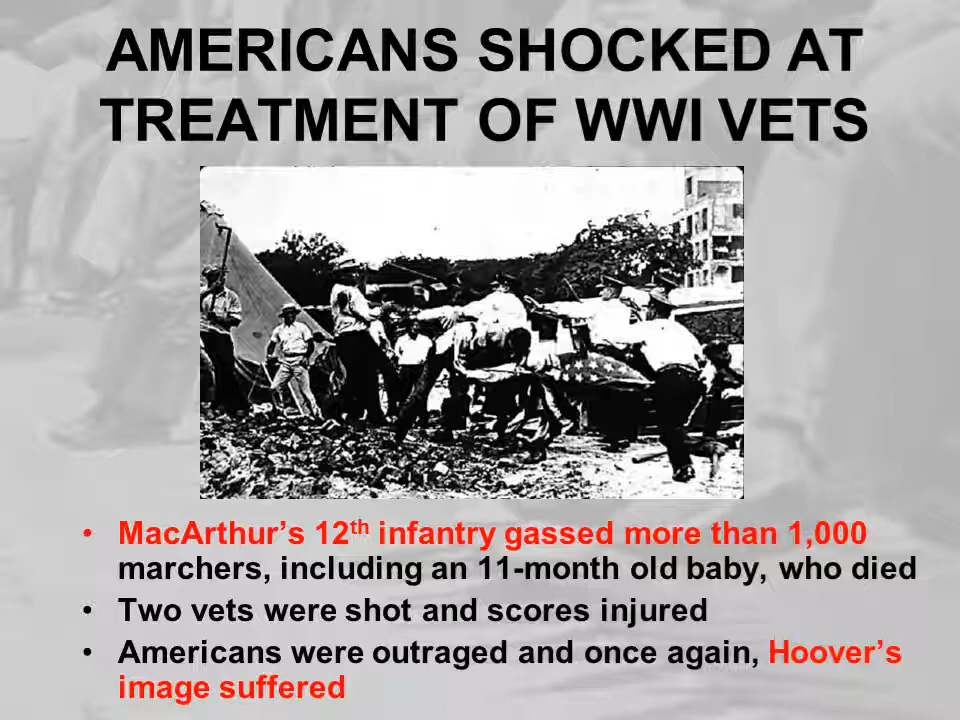 AMERICANS SHOCKED AT
TREATMENT OF WWI VETS
• MacArthur's 12th infantry gassed more than 1,000
marchers, including an 11-month old baby, who died
• Two vets were shot and scores injured
• Americans were outraged and once again, Hoover's
image suffered